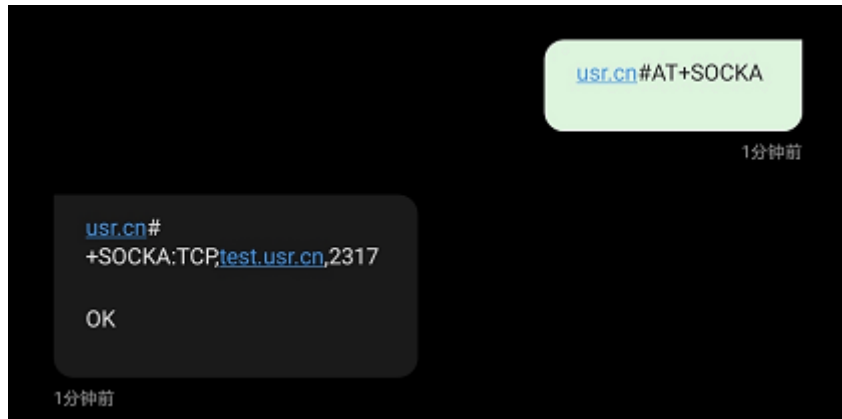 usr.cn#AT+SOCKA
1分钟前
usr.cn#
+SOCKA:TCP,test.usr.cn,2317
OK
1分钟前